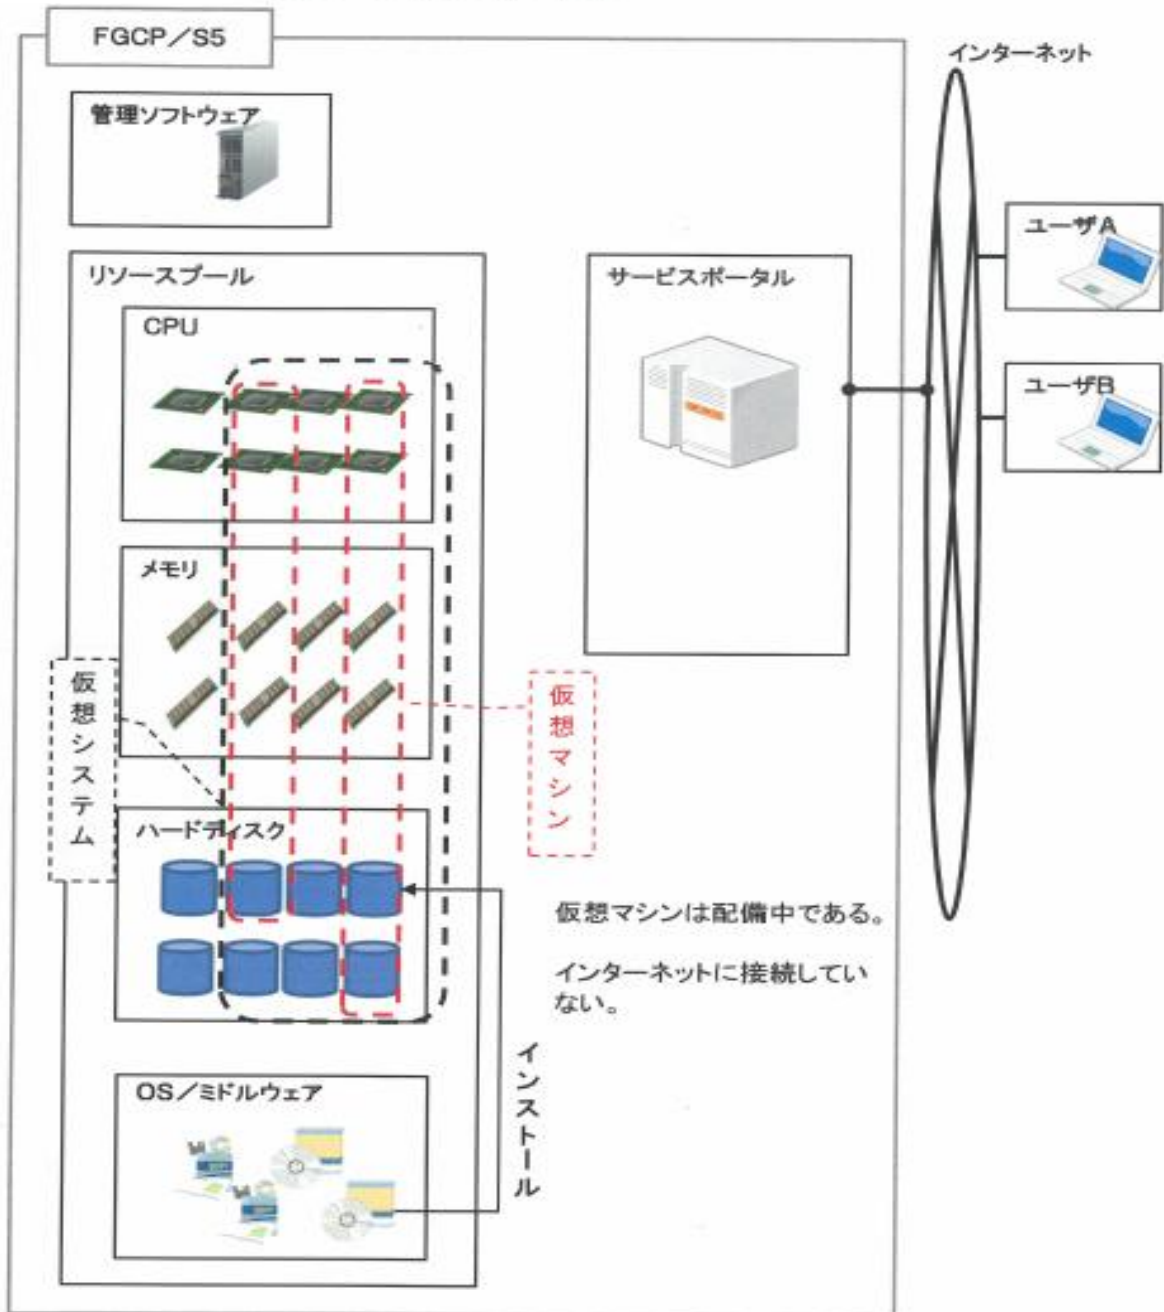 FGCP/S5
インターネット
管理ソフトウェア
ユーザA
リソースプール
サービスポータル
CPU
ユーザB
メモリ
仮想システム
仮想マシン
ハードディスク
仮想マシンは配備中である。
インターネットに接続してい
ない。
インストール
OS/ミドルウェア